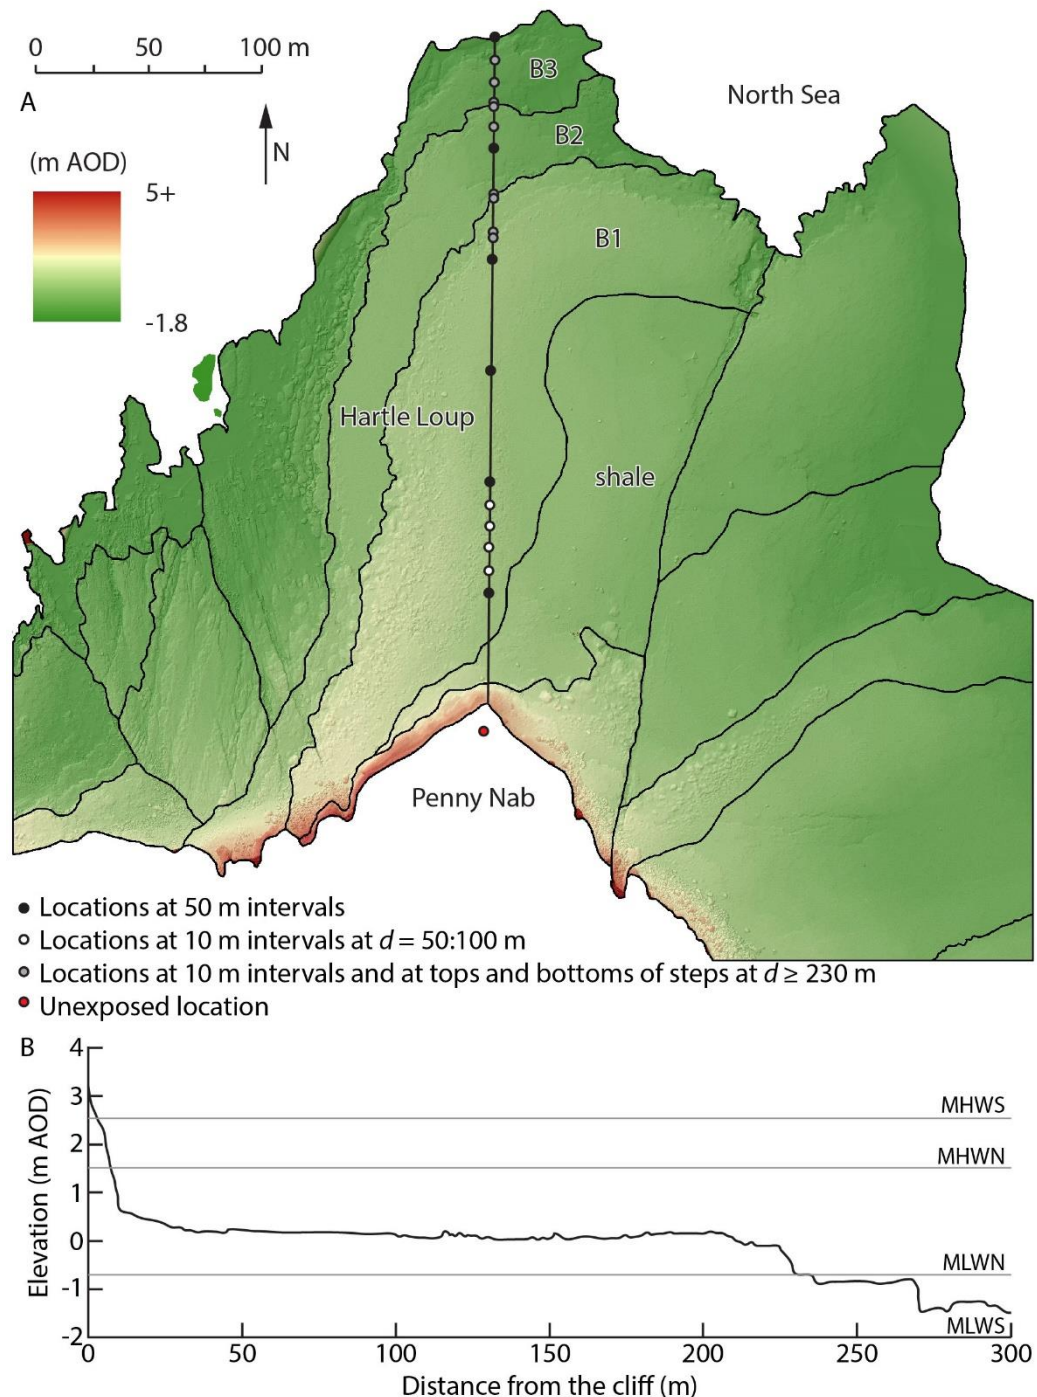 0 50 100 m
A
N
(m AOD)
5+
-1.8
North Sea
B3
B2
B1
Hartle Loup
shale
Penny Nab
Locations at 50 m intervals
Locations at 10 m intervals at d = 50:100 m
Locations at 10 m intervals and at tops and bottoms of steps at d ≥ 230 m
Unexposed location
B
Elevation (m AOD)
4
3
2
1
0
-1
-2
MHWS
MHWN
MLWN
MLWS
0 50 100 150 200 250 300
Distance from the cliff (m)